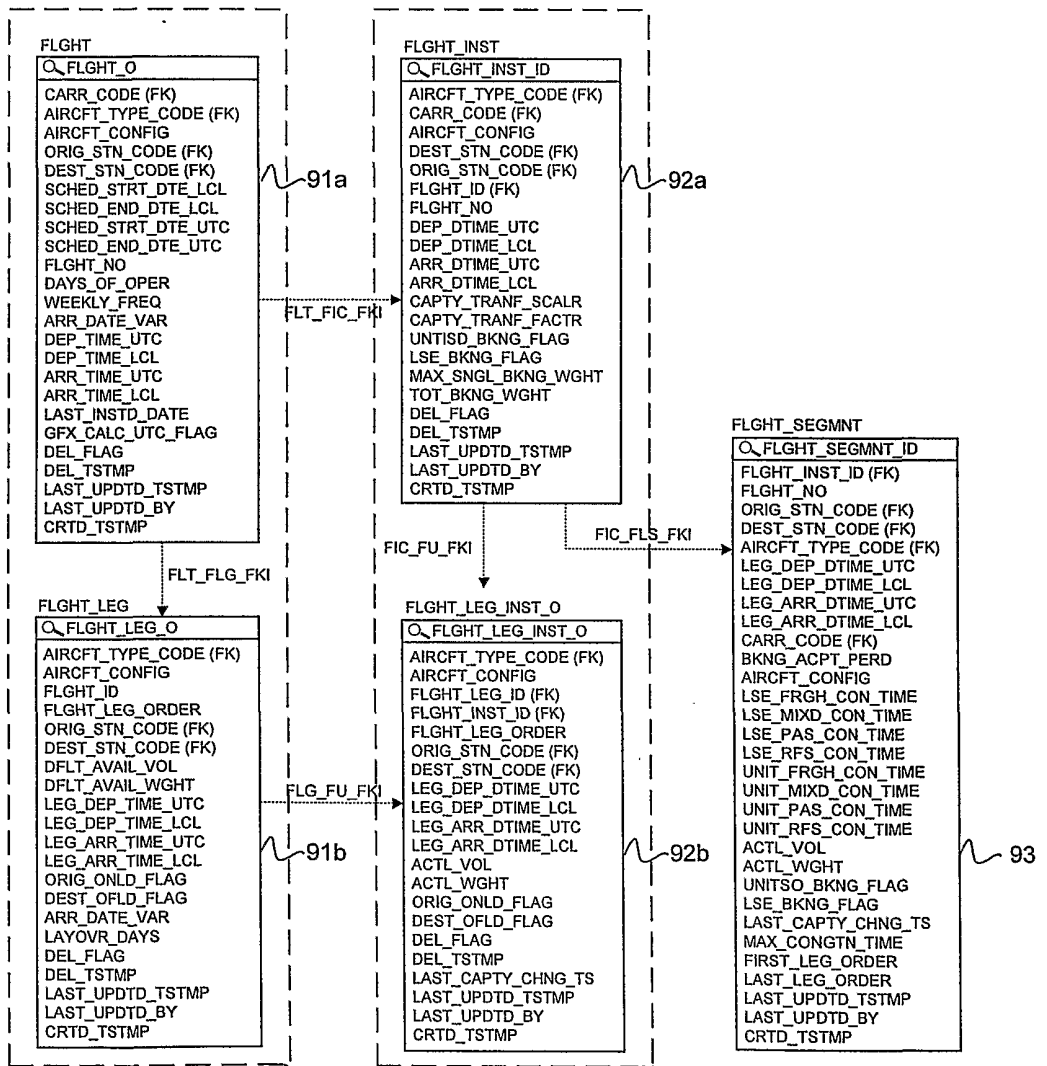 FLGHT
FLGHT_O
CARR_CODE (FK)
AIRCFT_TYPE_CODE (FK)
AIRCFT_CONFIG
ORIG_STN_CODE (FK)
DEST_STN_CODE (FK)
SCHED_STRT_DTE_LCL
SCHED_END_DTE_LCL
SCHED_STRT_DTE_UTC
SCHED_END_DTE_UTC
FLGHT_NO
DAYS_OF_OPER
WEEKLY_FREQ
ARR_DATE_VAR
DEP_TIME_UTC
DEP_TIME_LCL
ARR_TIME_UTC
ARR_TIME_LCL
LAST_INSTD_DATE
GFX_CALC_UTC_FLAG
DEL_FLAG
DEL_TSTMP
LAST_UPDTD_TSTMP
LAST_UPDTD_BY
CRTD_TSTMP
91a
FLT_FIC_FKI
FLT_FLG_FKI
FLGHT_INST
FLGHT_INST_ID
AIRCFT_TYPE_CODE (FK)
CARR_CODE (FK)
AIRCFT_CONFIG
DEST_STN_CODE (FK)
ORIG_STN_CODE (FK)
FLGHT_ID (FK)
FLGHT_NO
DEP_DTIME_UTC
DEP_DTIME_LCL
ARR_DTIME_UTC
ARR_DTIME_LCL
CAPTY_TRANF_SCALR
CAPTY_TRANF_FACTR
UNTISD_BKNG_FLAG
LSE_BKNG_FLAG
MAX_SNGL_BKNG_WGHT
TOT_BKNG_WGHT
DEL_FLAG
DEL_TSTMP
LAST_UPDTD_TSTMP
LAST_UPDTD_BY
CRTD_TSTMP
92a
FIC_FU_FKI
FIC_FLS_FKI
FLGHT_LEG
FLGHT_LEG_O
AIRCFT_TYPE_CODE (FK)
AIRCFT_CONFIG
FLGHT_ID
FLGHT_LEG_ORDER
ORIG_STN_CODE (FK)
DEST_STN_CODE (FK)
DFLT_AVAIL_VOL
DFLT_AVAIL_WGHT
LEG_DEP_TIME_UTC
LEG_DEP_TIME_LCL
LEG_ARR_TIME_UTC
LEG_ARR_TIME_LCL
ORIG_ONLD_FLAG
DEST_OFLD_FLAG
ARR_DATE_VAR
LAYOVR_DAYS
DEL_FLAG
DEL_TSTMP
LAST_UPDTD_TSTMP
LAST_UPDTD_BY
CRTD_TSTMP
91b
FLG_FU_FKI
FLGHT_LEG_INST_O
FLGHT_LEG_INST_O
AIRCFT_TYPE_CODE (FK)
AIRCFT_CONFIG
FLGHT_LEG_ID (FK)
FLGHT_INST_ID (FK)
FLGHT_LEG_ORDER
ORIG_STN_CODE (FK)
DEST_STN_CODE (FK)
LEG_DEP_DTIME_UTC
LEG_DEP_DTIME_LCL
LEG_ARR_DTIME_UTC
LEG_ARR_DTIME_LCL
ACTL_VOL
ACTL_WGHT
ORIG_ONLD_FLAG
DEST_OFLD_FLAG
DEL_FLAG
DEL_TSTMP
LAST_CAPTY_CHNG_TS
LAST_UPDTD_TSTMP
LAST_UPDTD_BY
CRTD_TSTMP
92b
FLGHT_SEGMNT
FLGHT_SEGMNT_ID
FLGHT_INST_ID (FK)
FLGHT_NO
ORIG_STN_CODE (FK)
DEST_STN_CODE (FK)
AIRCFT_TYPE_CODE (FK)
LEG_DEP_DTIME_UTC
LEG_DEP_DTIME_LCL
LEG_ARR_DTIME_UTC
LEG_ARR_DTIME_LCL
CARR_CODE (FK)
BKNG_ACPT_PERD
AIRCFT_CONFIG
LSE_FRGH_CON_TIME
LSE_MIXD_CON_TIME
LSE_PAS_CON_TIME
LSE_RFS_CON_TIME
UNIT_FRGH_CON_TIME
UNIT_MIXD_CON_TIME
UNIT_PAS_CON_TIME
UNIT_RFS_CON_TIME
ACTL_VOL
ACTL_WGHT
UNITSO_BKNG_FLAG
LSE_BKNG_FLAG
LAST_CAPTY_CHNG_TS
MAX_CONGTN_TIME
FIRST_LEG_ORDER
LAST_LEG_ORDER
LAST_UPDTD_TSTMP
LAST_UPDTD_BY
CRTD_TSTMP
93